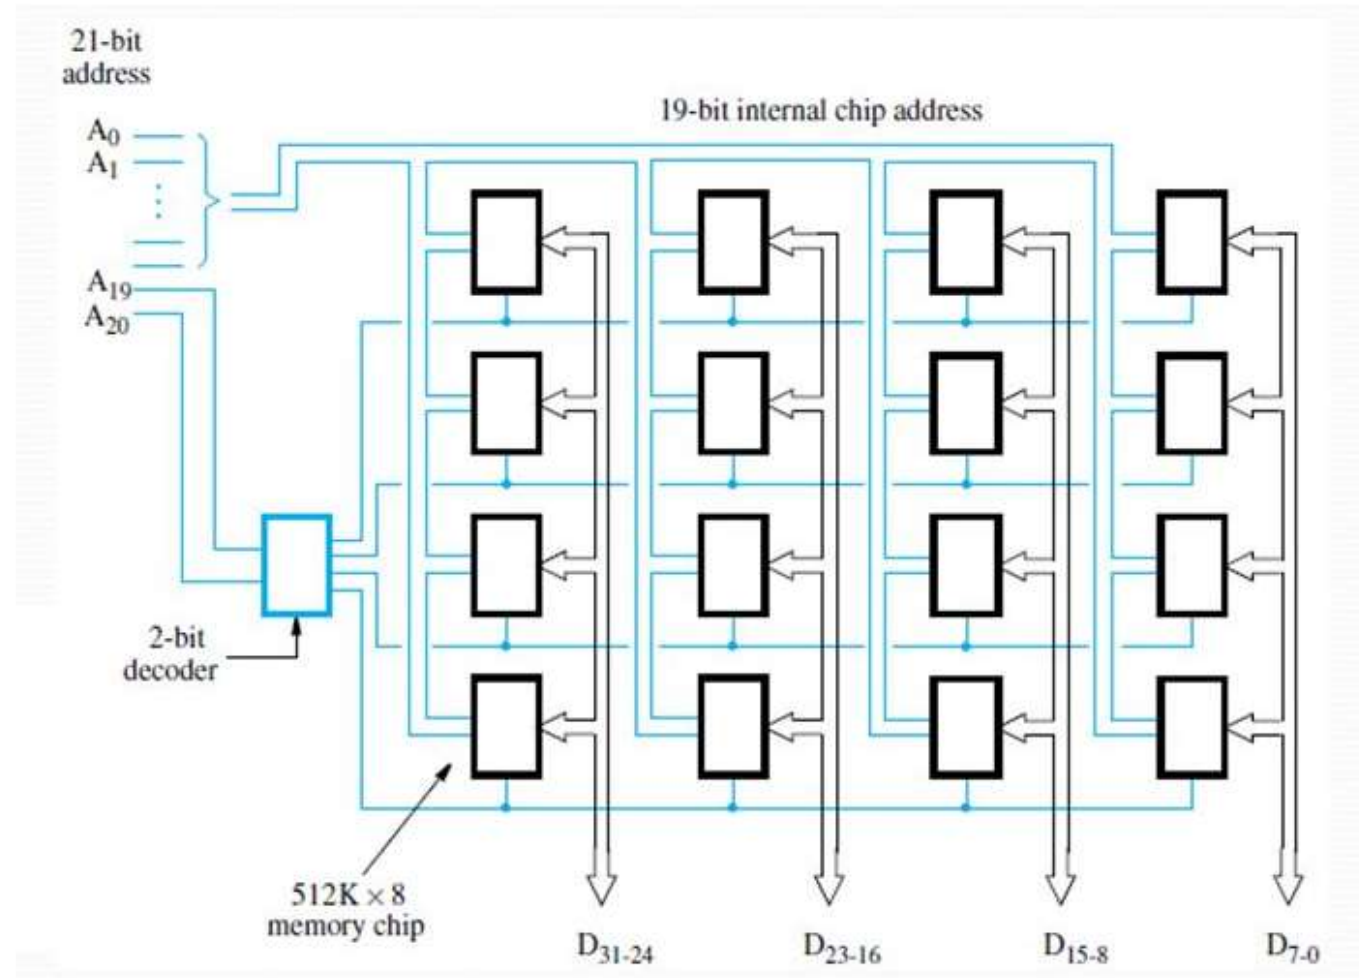 21-bit
address
19-bit internal chip address
A0
A1
A19
A20
2-bit
decoder
512K × 8
memory chip
D31-24
D23-16
D15-8
D7-0